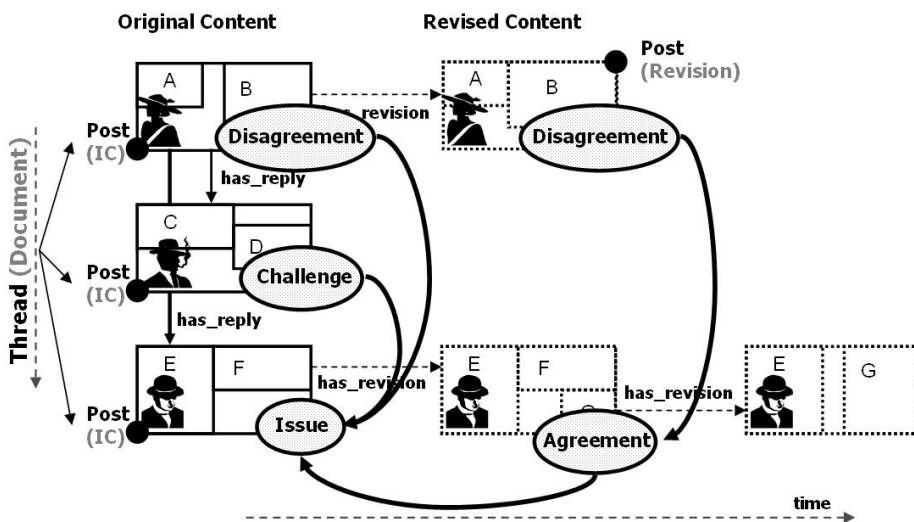 Original Content
Revised Content
Post
(Revision)
A
B
A
B
has_revision
Disagreement
Disagreement
Post
(IC)
has_reply
C
D
Challenge
Post
(IC)
has_reply
Thread (Document)
E
F
has_revision
E
F
has_revision
E
G
Post
(IC)
Issue
Agreement
time